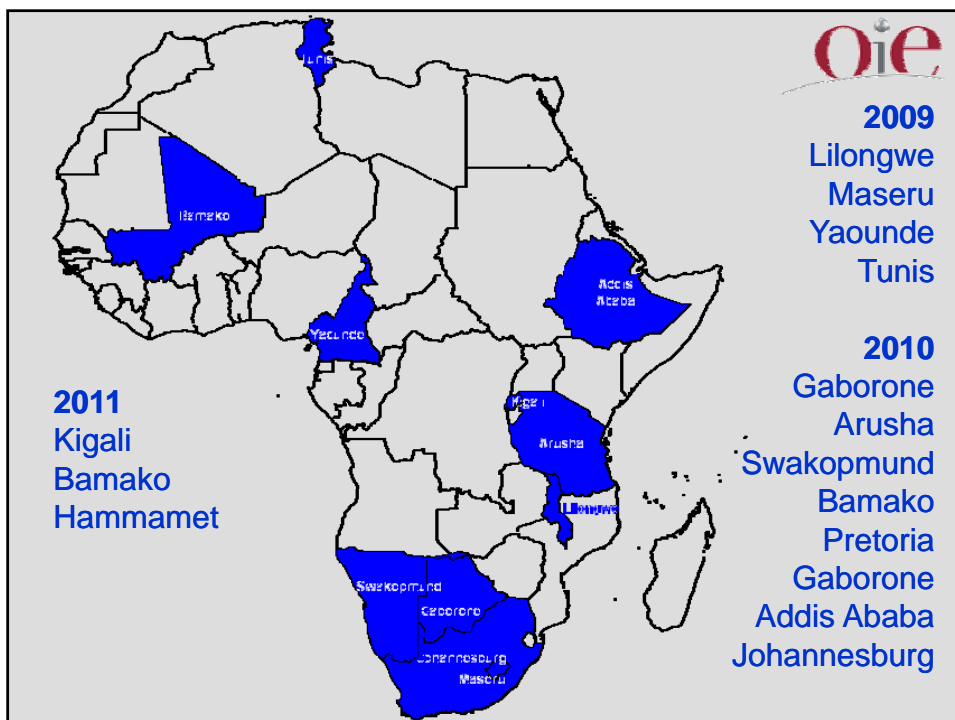 OiE
2009
Lilongwe
Maseru
Yaounde
Tunis
2010
Gaborone
Arusha
Swakopmund
Bamako
Pretoria
Gaborone
Addis Ababa
Johannesburg
2011
Kigali
Bamako
Hammamet
Tunis
Bamako
Addis
Ababa
Yaounde
Kigali
Arusha
Lilongwe
Swakopmund
Gaborone
Johannesburg
Maseru